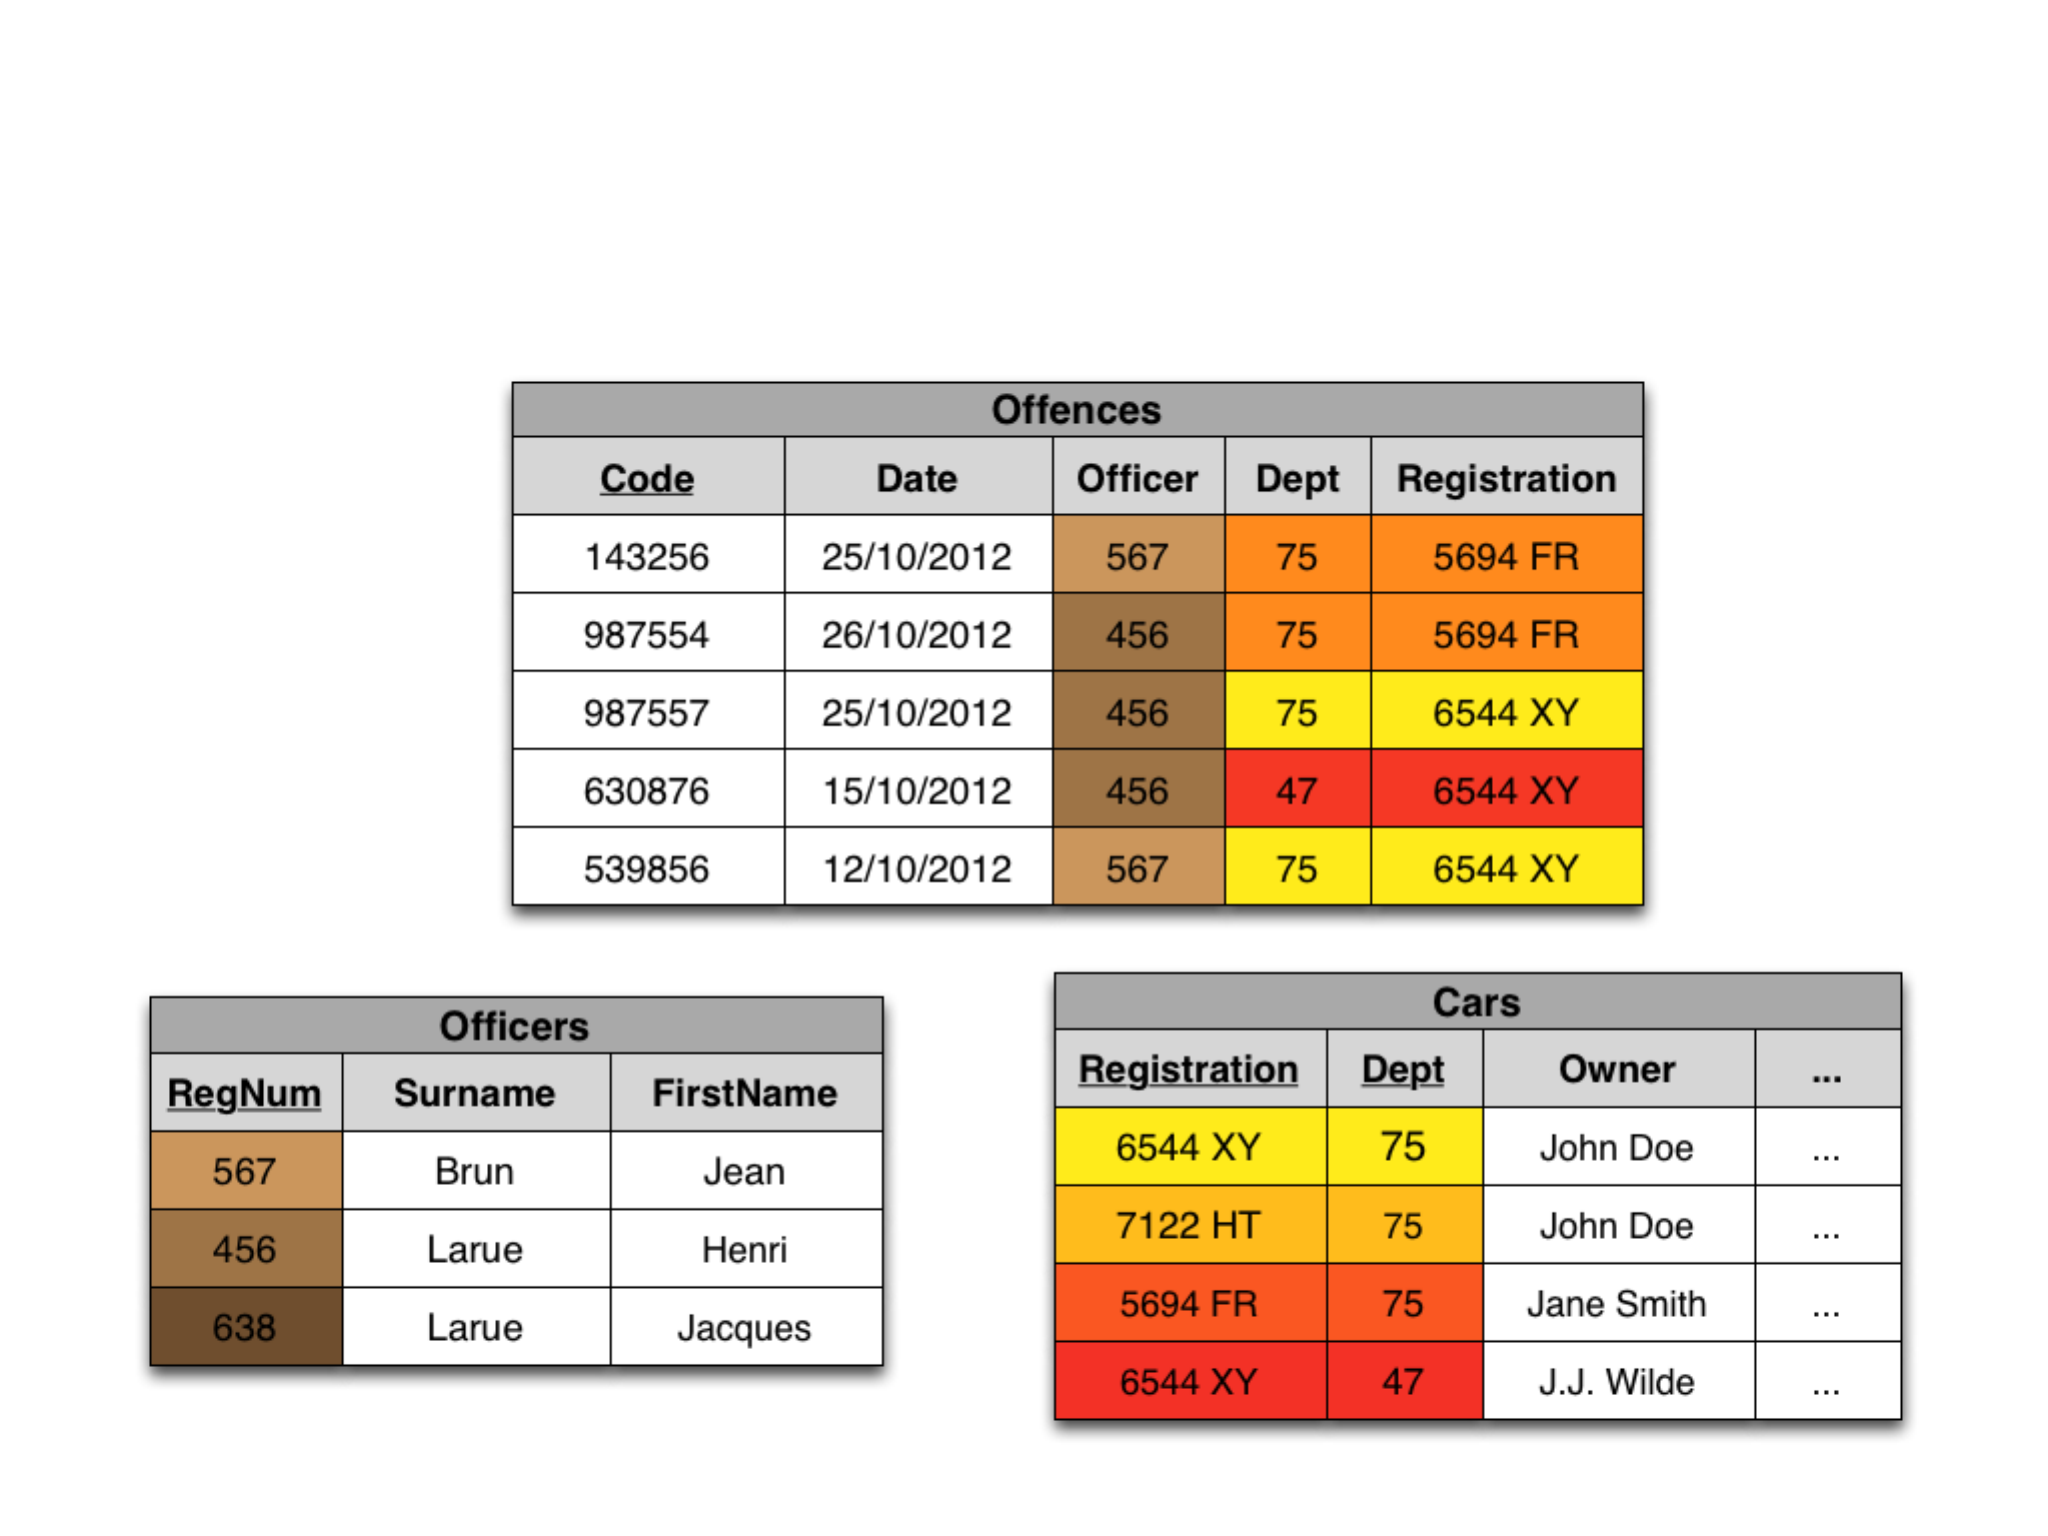 Offences
Code Date Officer Dept Registration
143256 25/10/2012 567 75 5694 FR
987554 26/10/2012 456 75 5694 FR
987557 25/10/2012 456 75 6544 XY
630876 15/10/2012 456 47 6544 XY
539856 12/10/2012 567 75 6544 XY
Officers
RegNum Surname FirstName
567 Brun Jean
456 Larue Henri
638 Larue Jacques
Cars
Registration Dept Owner ...
6544 XY 75 John Doe ...
7122 HT 75 John Doe ...
5694 FR 75 Jane Smith ...
6544 XY 47 J.J. Wilde ...